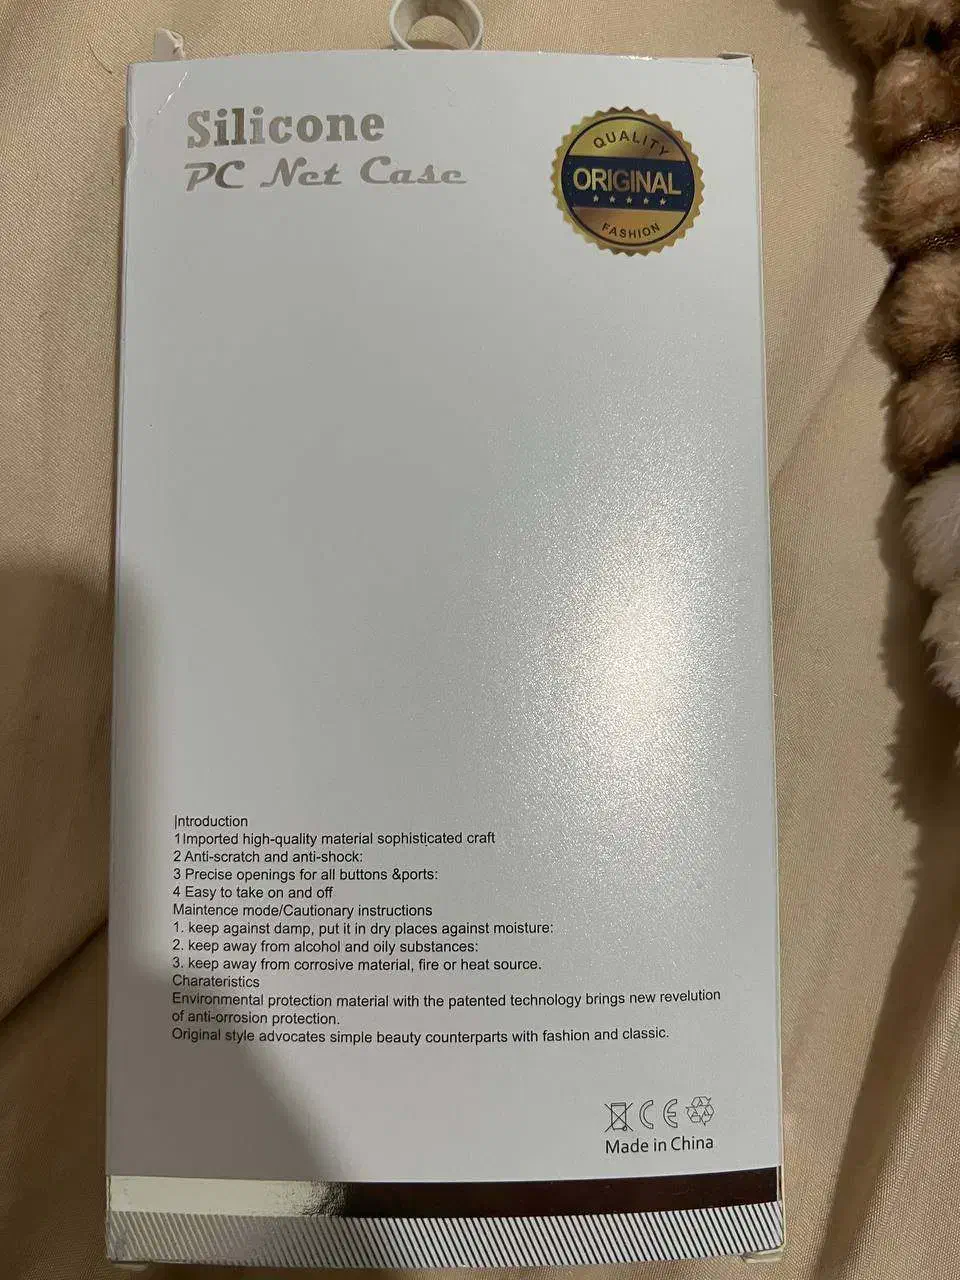 Silicone
PC Net Case
QUALITY
ORIGINAL
FASHION
Introduction
1 Imported high-quality material sophisticated craft
2 Anti-scratch and anti-shock:
3 Precise openings for all buttons &ports:
4 Easy to take on and off
Maintence mode/Cautionary instructions
1. keep against damp, put it in dry places against moisture:
2. keep away from alcohol and oily substances:
3. keep away from corrosive material, fire or heat source.
Charateristics
Environmental protection material with the patented technology brings new revelution
of anti-orrosion protection.
Original style advocates simple beauty counterparts with fashion and classic.
CE
Made in China